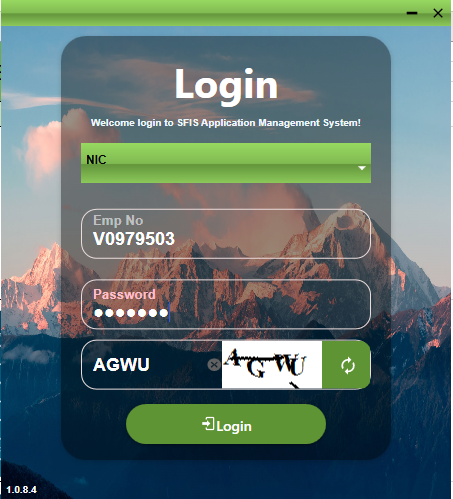 Login
Welcome login to SFIS Application Management System!
NIC
Emp No
V0979503
Password
●●●●●●●
AGWU
AGWU
Login
1.0.8.4